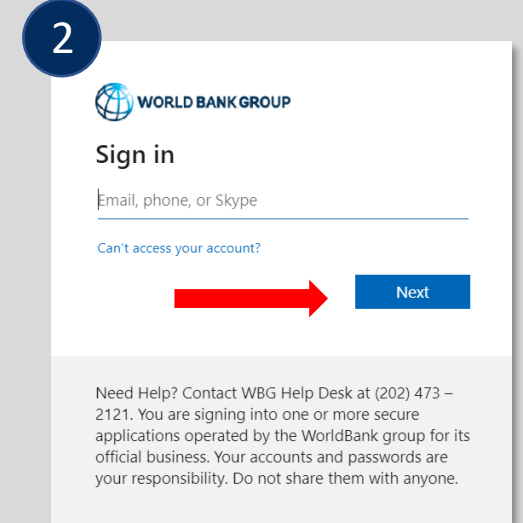 2
WORLD BANK GROUP
Sign in
Email, phone, or Skype
Can't access your account?
Next
Need Help? Contact WBG Help Desk at (202) 473 –
2121. You are signing into one or more secure
applications operated by the WorldBank group for its
official business. Your accounts and passwords are
your responsibility. Do not share them with anyone.